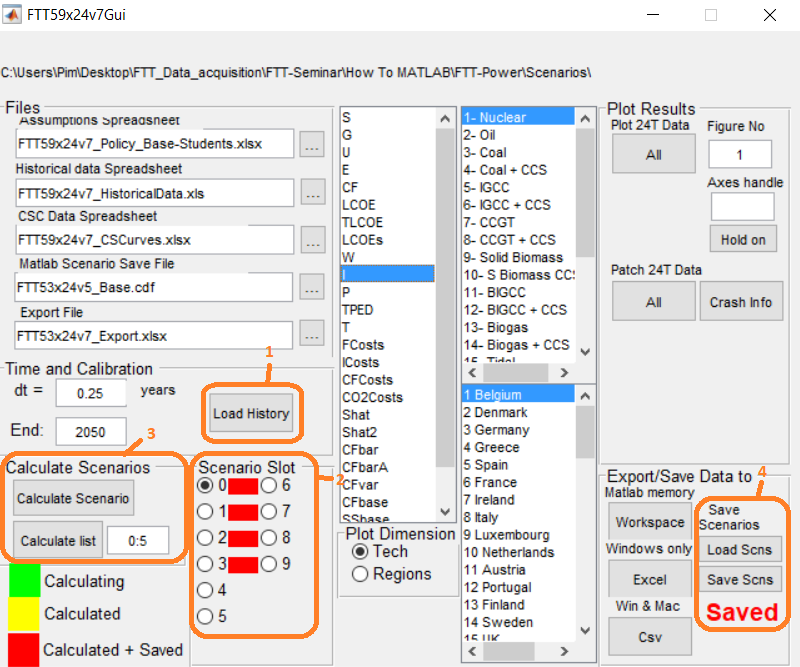 FTT59x24v7Gui
C:\Users\Pim\Desktop\FTT_Data_acquisition\FTT-Seminar\How To MATLAB\FTT-Power\Scenarios\
Files
Assumptions Spreadsheet
FTT59x24v7_Policy_Base-Students.xlsx
...
Historical data Spreadsheet
FTT59x24v7_HistoricalData.xls
...
CSC Data Spreadsheet
FTT59x24v7_CSCurves.xlsx
...
Matlab Scenario Save File
FTT53x24v5_Base.cdf
...
Export File
FTT53x24v7_Export.xlsx
...
Time and Calibration
dt =
0.25
years
End:
2050
1
Load History
3
Calculate Scenarios
Calculate Scenario
Calculate list
0:5
Calculating
Calculated
Calculated + Saved
Scenario Slot
2
0
6
1
7
2
8
3
9
4
5
S
G
U
E
CF
LCOE
TLCOE
LCOEs
W
I
P
TPED
T
FCosts
ICosts
CFCosts
CO2Costs
Shat
Shat2
CFbar
CFbarA
CFvar
CFbase
SSbase
Plot Dimension
Tech
Regions
1- Nuclear
2- Oil
3- Coal
4- Coal + CCS
5- IGCC
6- IGCC + CCS
7- CCGT
8- CCGT + CCS
9- Solid Biomass
10- S Biomass CCS
11- BIGCC
12- BIGCC + CCS
13- Biogas
14- Biogas + CCS
15- Tidal
1 Belgium
2 Denmark
3 Germany
4 Greece
5 Spain
6 France
7 Ireland
8 Italy
9 Luxembourg
10 Netherlands
11 Austria
12 Portugal
13 Finland
14 Sweden
15 UK
Plot Results
Plot 24T Data
All
Figure No
1
Axes handle
Hold on
Patch 24T Data
All
Crash Info
Export/Save Data to
Matlab memory
Workspace
Windows only
Excel
Win & Mac
Csv
4
Save
Scenarios
Load Scns
Save Scns
Saved